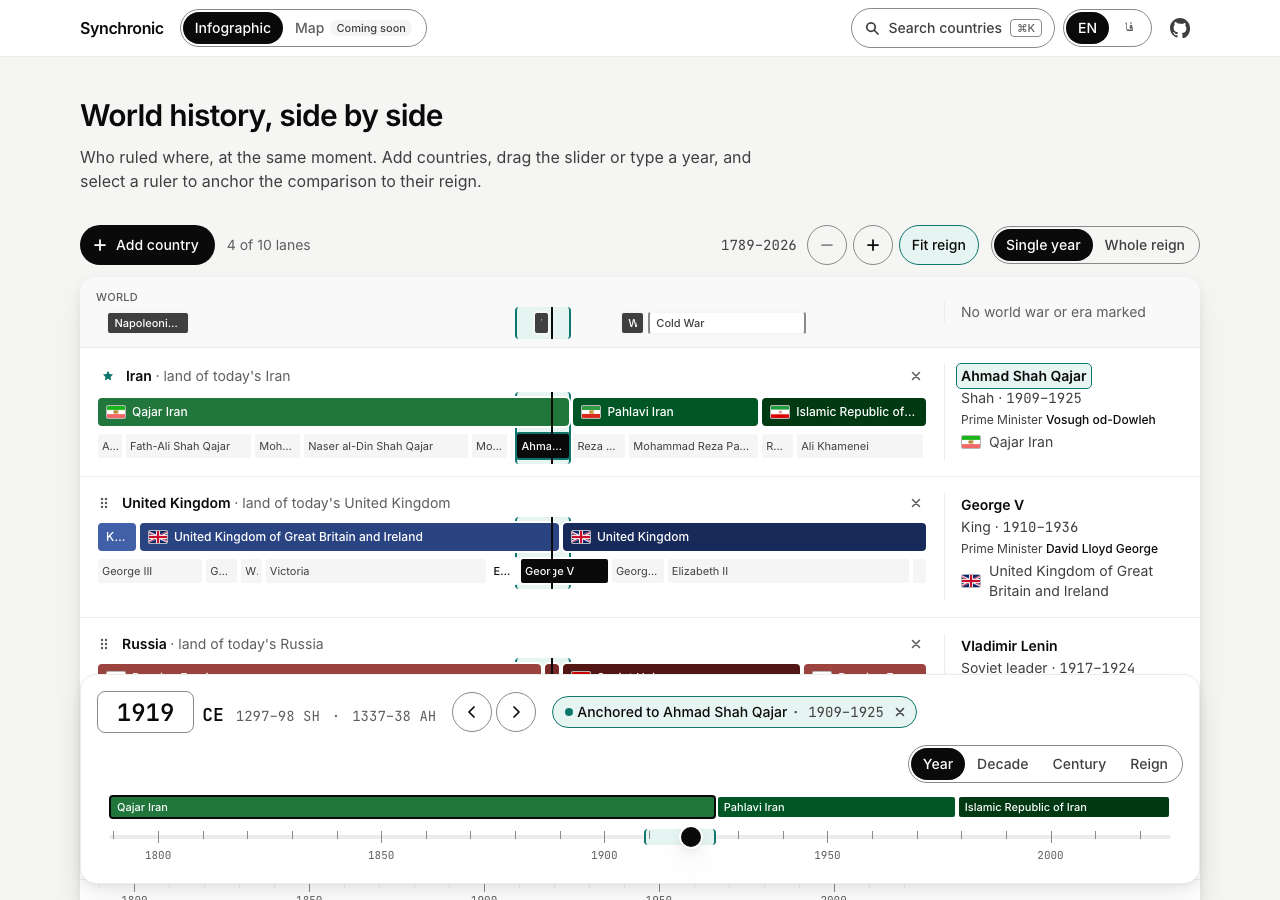 Synchronic
Infographic
Map Coming soon
Search countries ⌘K
EN
World history, side by side
Who ruled where, at the same moment. Add countries, drag the slider or type a year, and
select a ruler to anchor the comparison to their reign.
+ Add country
4 of 10 lanes
1789–2026
− +
Fit reign
Single year
Whole reign
WORLD
Napoleoni...
W
Cold War
No world war or era marked
Iran · land of today's Iran
Qajar Iran
Pahlavi Iran
Islamic Republic of...
A... Fath-Ali Shah Qajar Moh... Naser al-Din Shah Qajar Mo... Ahma... Reza ... Mohammad Reza Pa... R... Ali Khamenei
Ahmad Shah Qajar
Shah · 1909–1925
Prime Minister Vosugh od-Dowleh
Qajar Iran
United Kingdom · land of today's United Kingdom
K... United Kingdom of Great Britain and Ireland United Kingdom
George III G... W. Victoria E... George V Georg... Elizabeth II
George V
King · 1910–1936
Prime Minister David Lloyd George
United Kingdom of Great
Britain and Ireland
Russia · land of today's Russia
Vladimir Lenin
Soviet leader · 1917–1924
1919 CE 1297–98 SH · 1337–38 AH
Anchored to Ahmad Shah Qajar · 1909–1925
Year Decade Century Reign
Qajar Iran Pahlavi Iran Islamic Republic of Iran
1800 1850 1900 1950 2000
1800 1850 1900 1950 2000